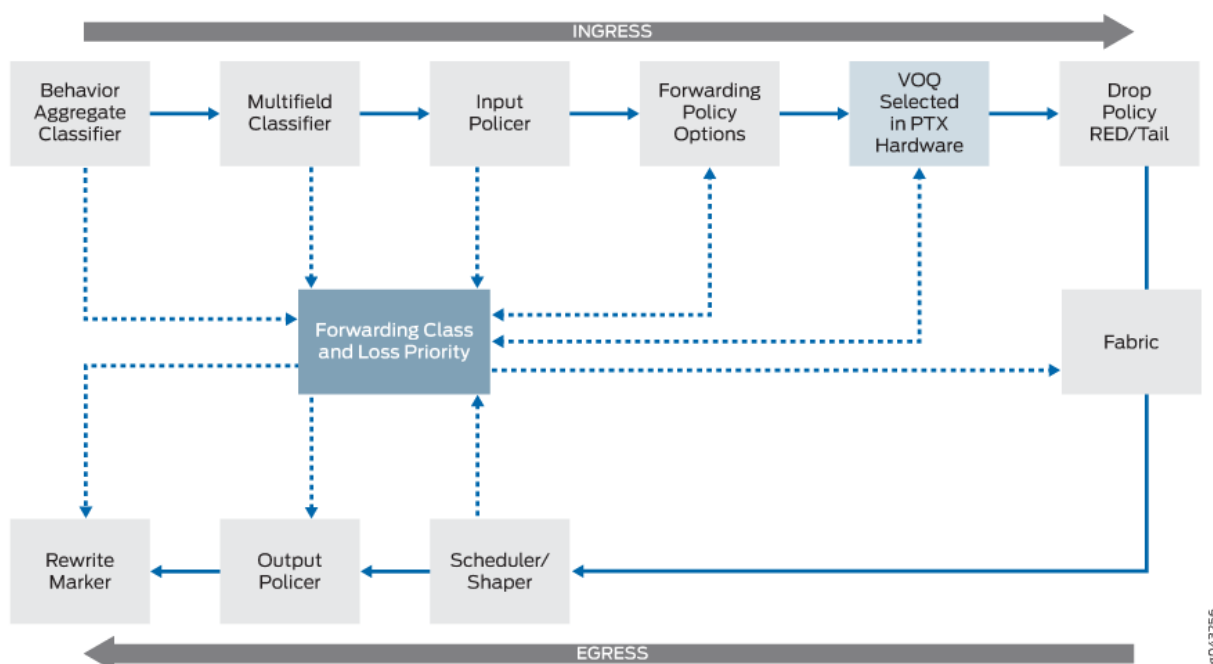 INGRESS
Behavior
Aggregate
Classifier
Multifield
Classifier
Input
Policer
Forwarding
Policy
Options
VOQ
Selected
in PTX
Hardware
Drop
Policy
RED/Tail
Forwarding Class
and Loss Priority
Fabric
Rewrite
Marker
Output
Policer
Scheduler/
Shaper
EGRESS